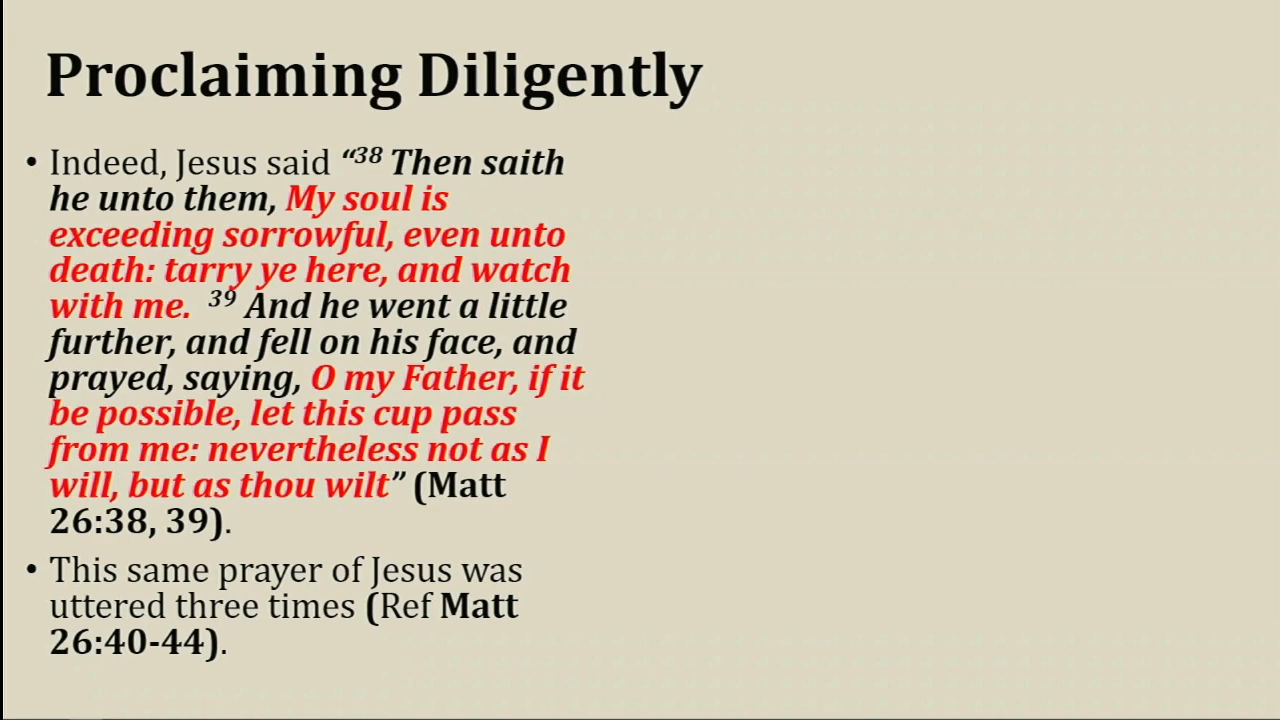 Proclaiming Diligently
• Indeed, Jesus said “38 Then saith
he unto them, My soul is
exceeding sorrowful, even unto
death: tarry ye here, and watch
with me. 39 And he went a little
further, and fell on his face, and
prayed, saying, O my Father, if it
be possible, let this cup pass
from me: nevertheless not as I
will, but as thou wilt” (Matt
26:38, 39).
• This same prayer of Jesus was
uttered three times (Ref Matt
26:40-44).